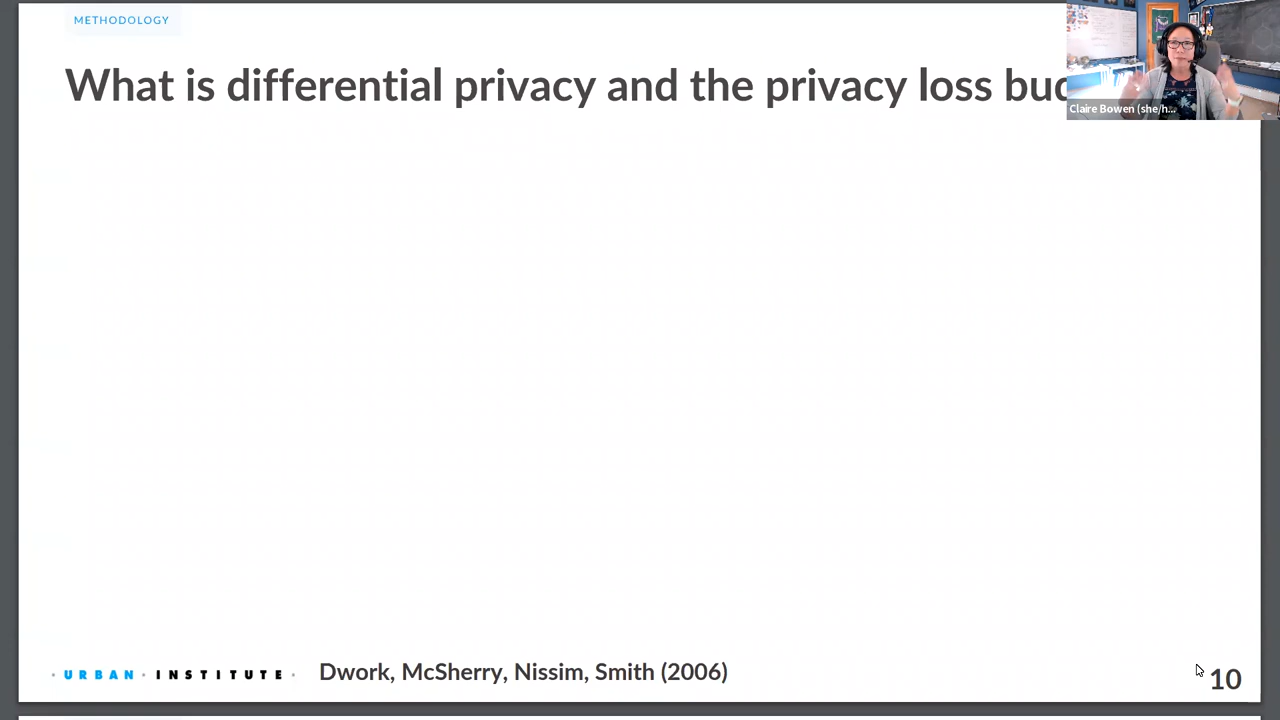 METHODOLOGY
What is differential privacy and the privacy loss buc
Claire Bowen (she/h...
· URBAN · INSTITUTE ·
Dwork, McSherry, Nissim, Smith (2006)
10